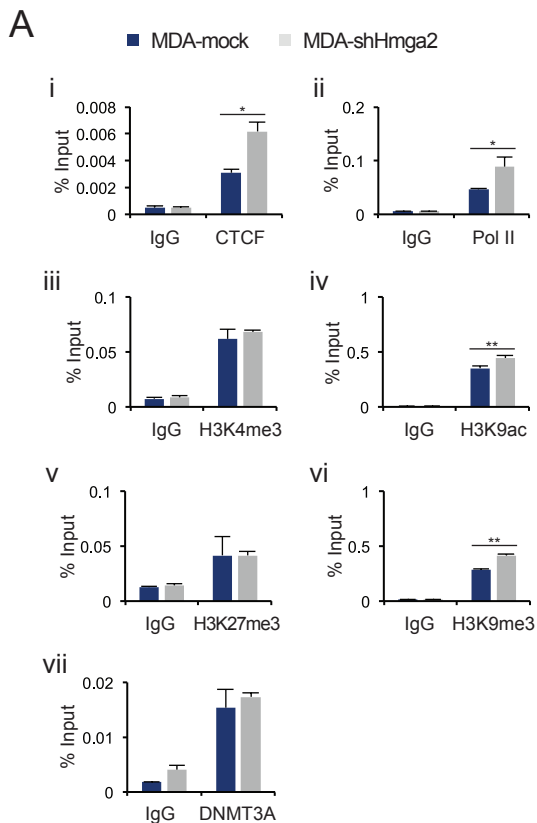 A
MDA-mock MDA-shHmga2
i
% Input
0.008
0.006
0.004
0.002
0
*
IgG CTCF
ii
% Input
0.2
0.1
0
*
IgG Pol II
iii
% Input
0.1
0.05
0
IgG H3K4me3
iv
% Input
1
0.5
0
**
IgG H3K9ac
v
% Input
0.1
0.05
0
IgG H3K27me3
vi
% Input
1
0.5
0
**
IgG H3K9me3
vii
% Input
0.02
0.01
0
IgG DNMT3A